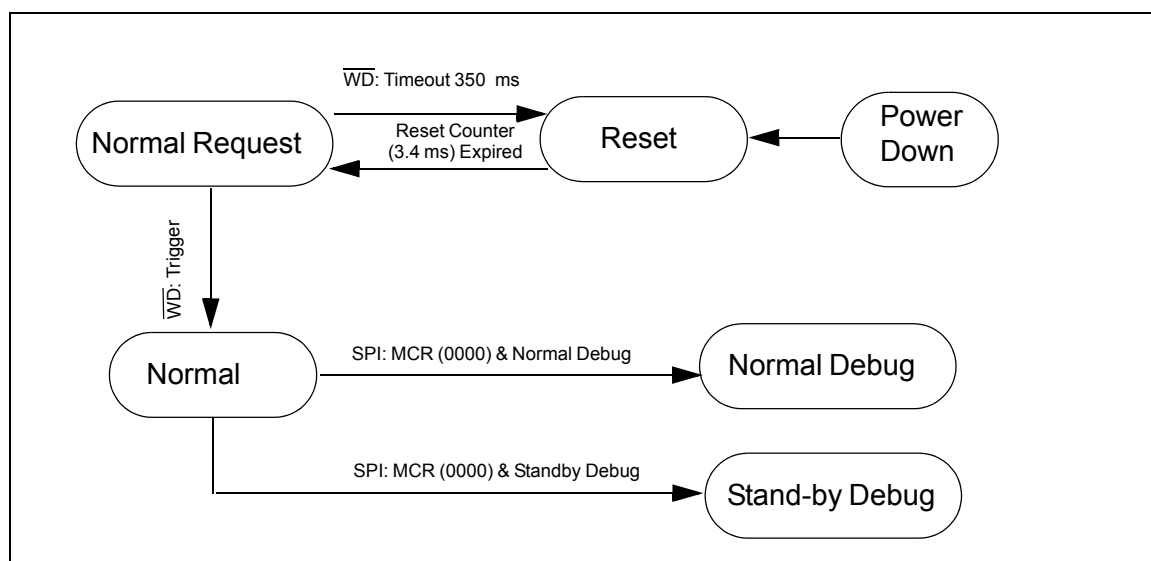 WD: Timeout 350 ms
Normal Request
Reset Counter
(3.4 ms) Expired
Reset
Power
Down
WD: Trigger
Normal
SPI: MCR (0000) & Normal Debug
Normal Debug
SPI: MCR (0000) & Standby Debug
Stand-by Debug